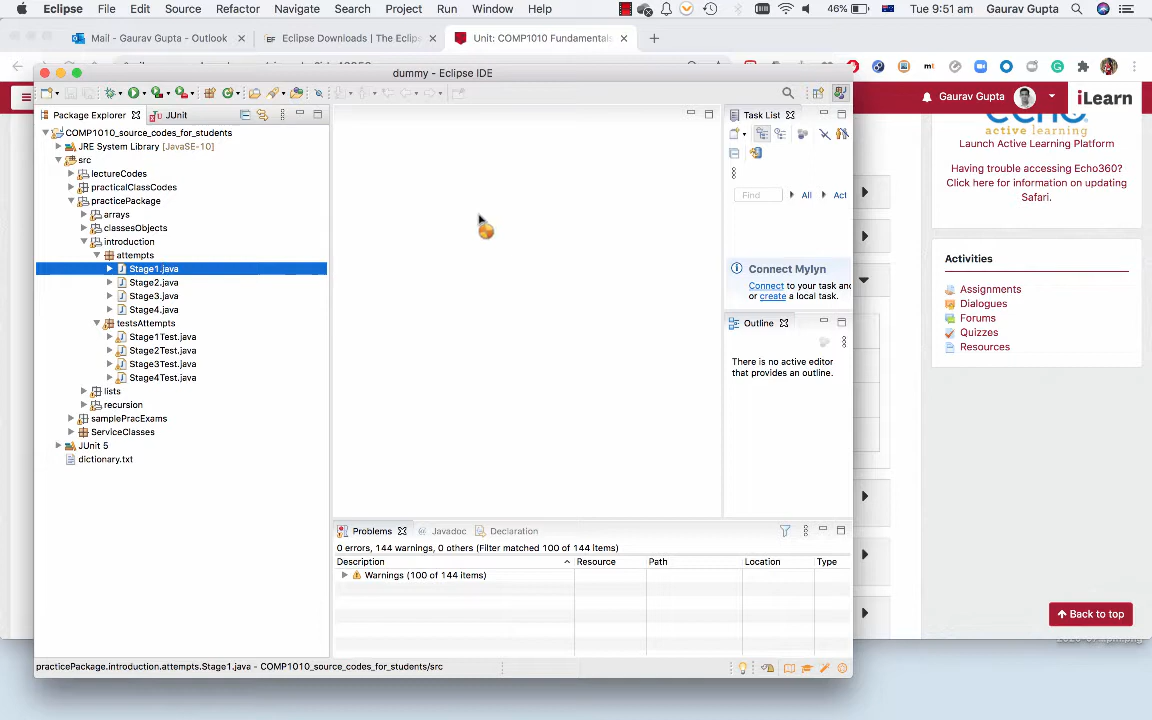 Eclipse File Edit Source Refactor Navigate Search Project Run Window Help 46% Tue 9:51 am Gaurav Gupta
Mail - Gaurav Gupta - Outlook
Eclipse Downloads | The Eclip
Unit: COMP1010 Fundamentals
dummy - Eclipse IDE
Gaurav Gupta
iLearn
Package Explorer
JUnit
COMP1010_source_codes_for_students
JRE System Library [JavaSE-10]
src
lectureCodes
practicalClassCodes
practicePackage
arrays
classesObjects
introduction
attempts
Stage1.java
Stage2.java
Stage3.java
Stage4.java
testsAttempts
Stage1Test.java
Stage2Test.java
Stage3Test.java
Stage4Test.java
lists
recursion
samplePracExams
ServiceClasses
JUnit 5
dictionary.txt
Task List
Find
All
Act
Connect Mylyn
Connect to your task and
or create a local task.
Outline
There is no active editor
that provides an outline.
Problems
Javadoc
Declaration
0 errors, 144 warnings, 0 others (Filter matched 100 of 144 items)
Description Resource Path Location Type
Warnings (100 of 144 items)
practicePackage.introduction.attempts.Stage1.java - COMP1010_source_codes_for_students/src
active learning
Launch Active Learning Platform
Having trouble accessing Echo360?
Click here for information on updating
Safari.
Activities
Assignments
Dialogues
Forums
Quizzes
Resources
Back to top